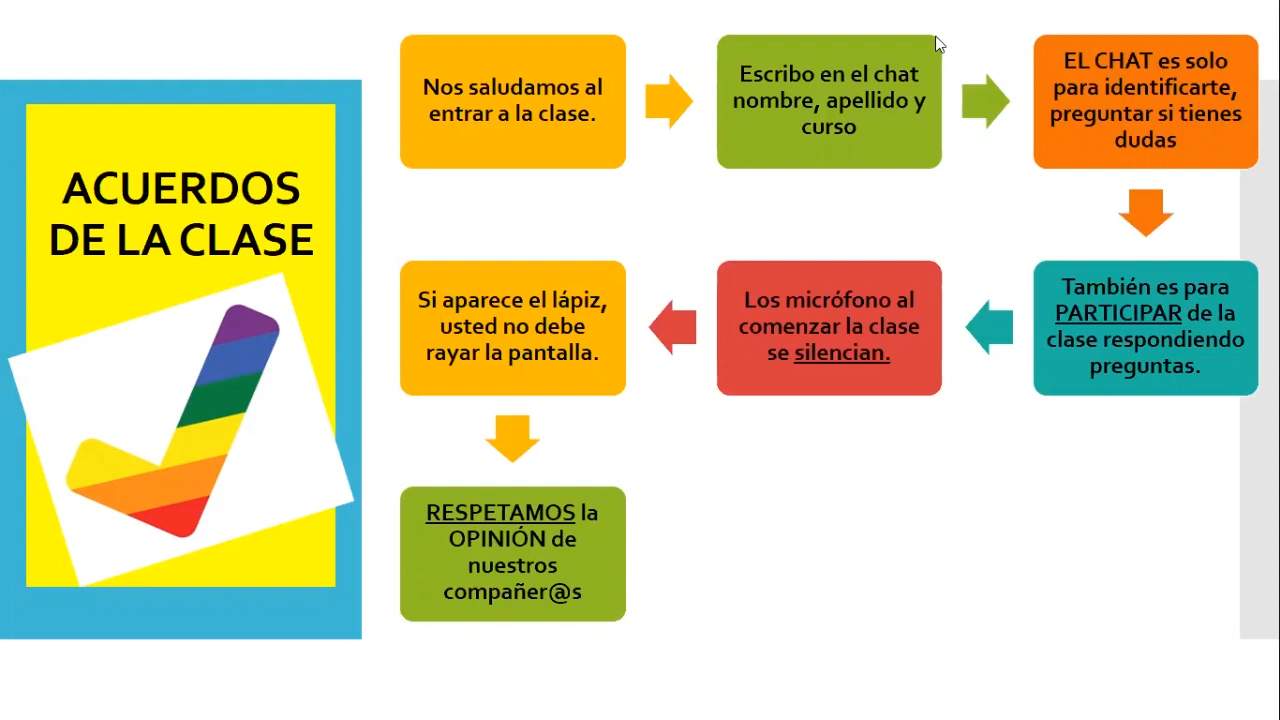 ACUERDOS
DE LA CLASE
Nos saludamos al
entrar a la clase.
Escribo en el chat
nombre, apellido y
curso
EL CHAT es solo
para identificarte,
preguntar si tienes
dudas
También es para
PARTICIPAR de la
clase respondiendo
preguntas.
Los micrófono al
comenzar la clase
se silencian.
Si aparece el lápiz,
usted no debe
rayar la pantalla.
RESPETAMOS la
OPINIÓN de
nuestros
compañer@s